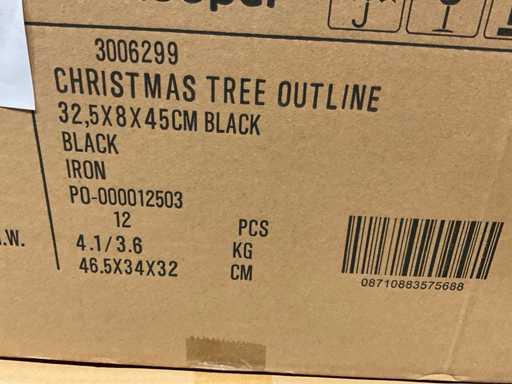 3006299
CHRISTMAS TREE OUTLINE
32,5X8X45CM BLACK
BLACK
IRON
PO-000012503
12 PCS
.W. 4.1/3.6 KG
46.5X34X32 CM
08710883575688